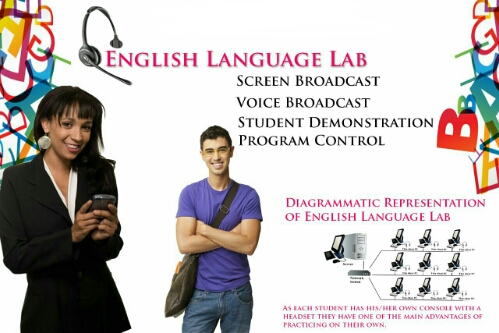 ENGLISH LANGUAGE LAB
SCREEN BROADCAST
VOICE BROADCAST
STUDENT DEMONSTRATION
PROGRAM CONTROL
DIAGRAMMATIC REPRESENTATION
OF ENGLISH LANGUAGE LAB
AS EACH STUDENT HAS HIS/HER OWN CONSOLE WITH A
HEADSET THEY HAVE ONE OF THE MAIN ADVANTAGES OF
PRACTICING ON THEIR OWN.